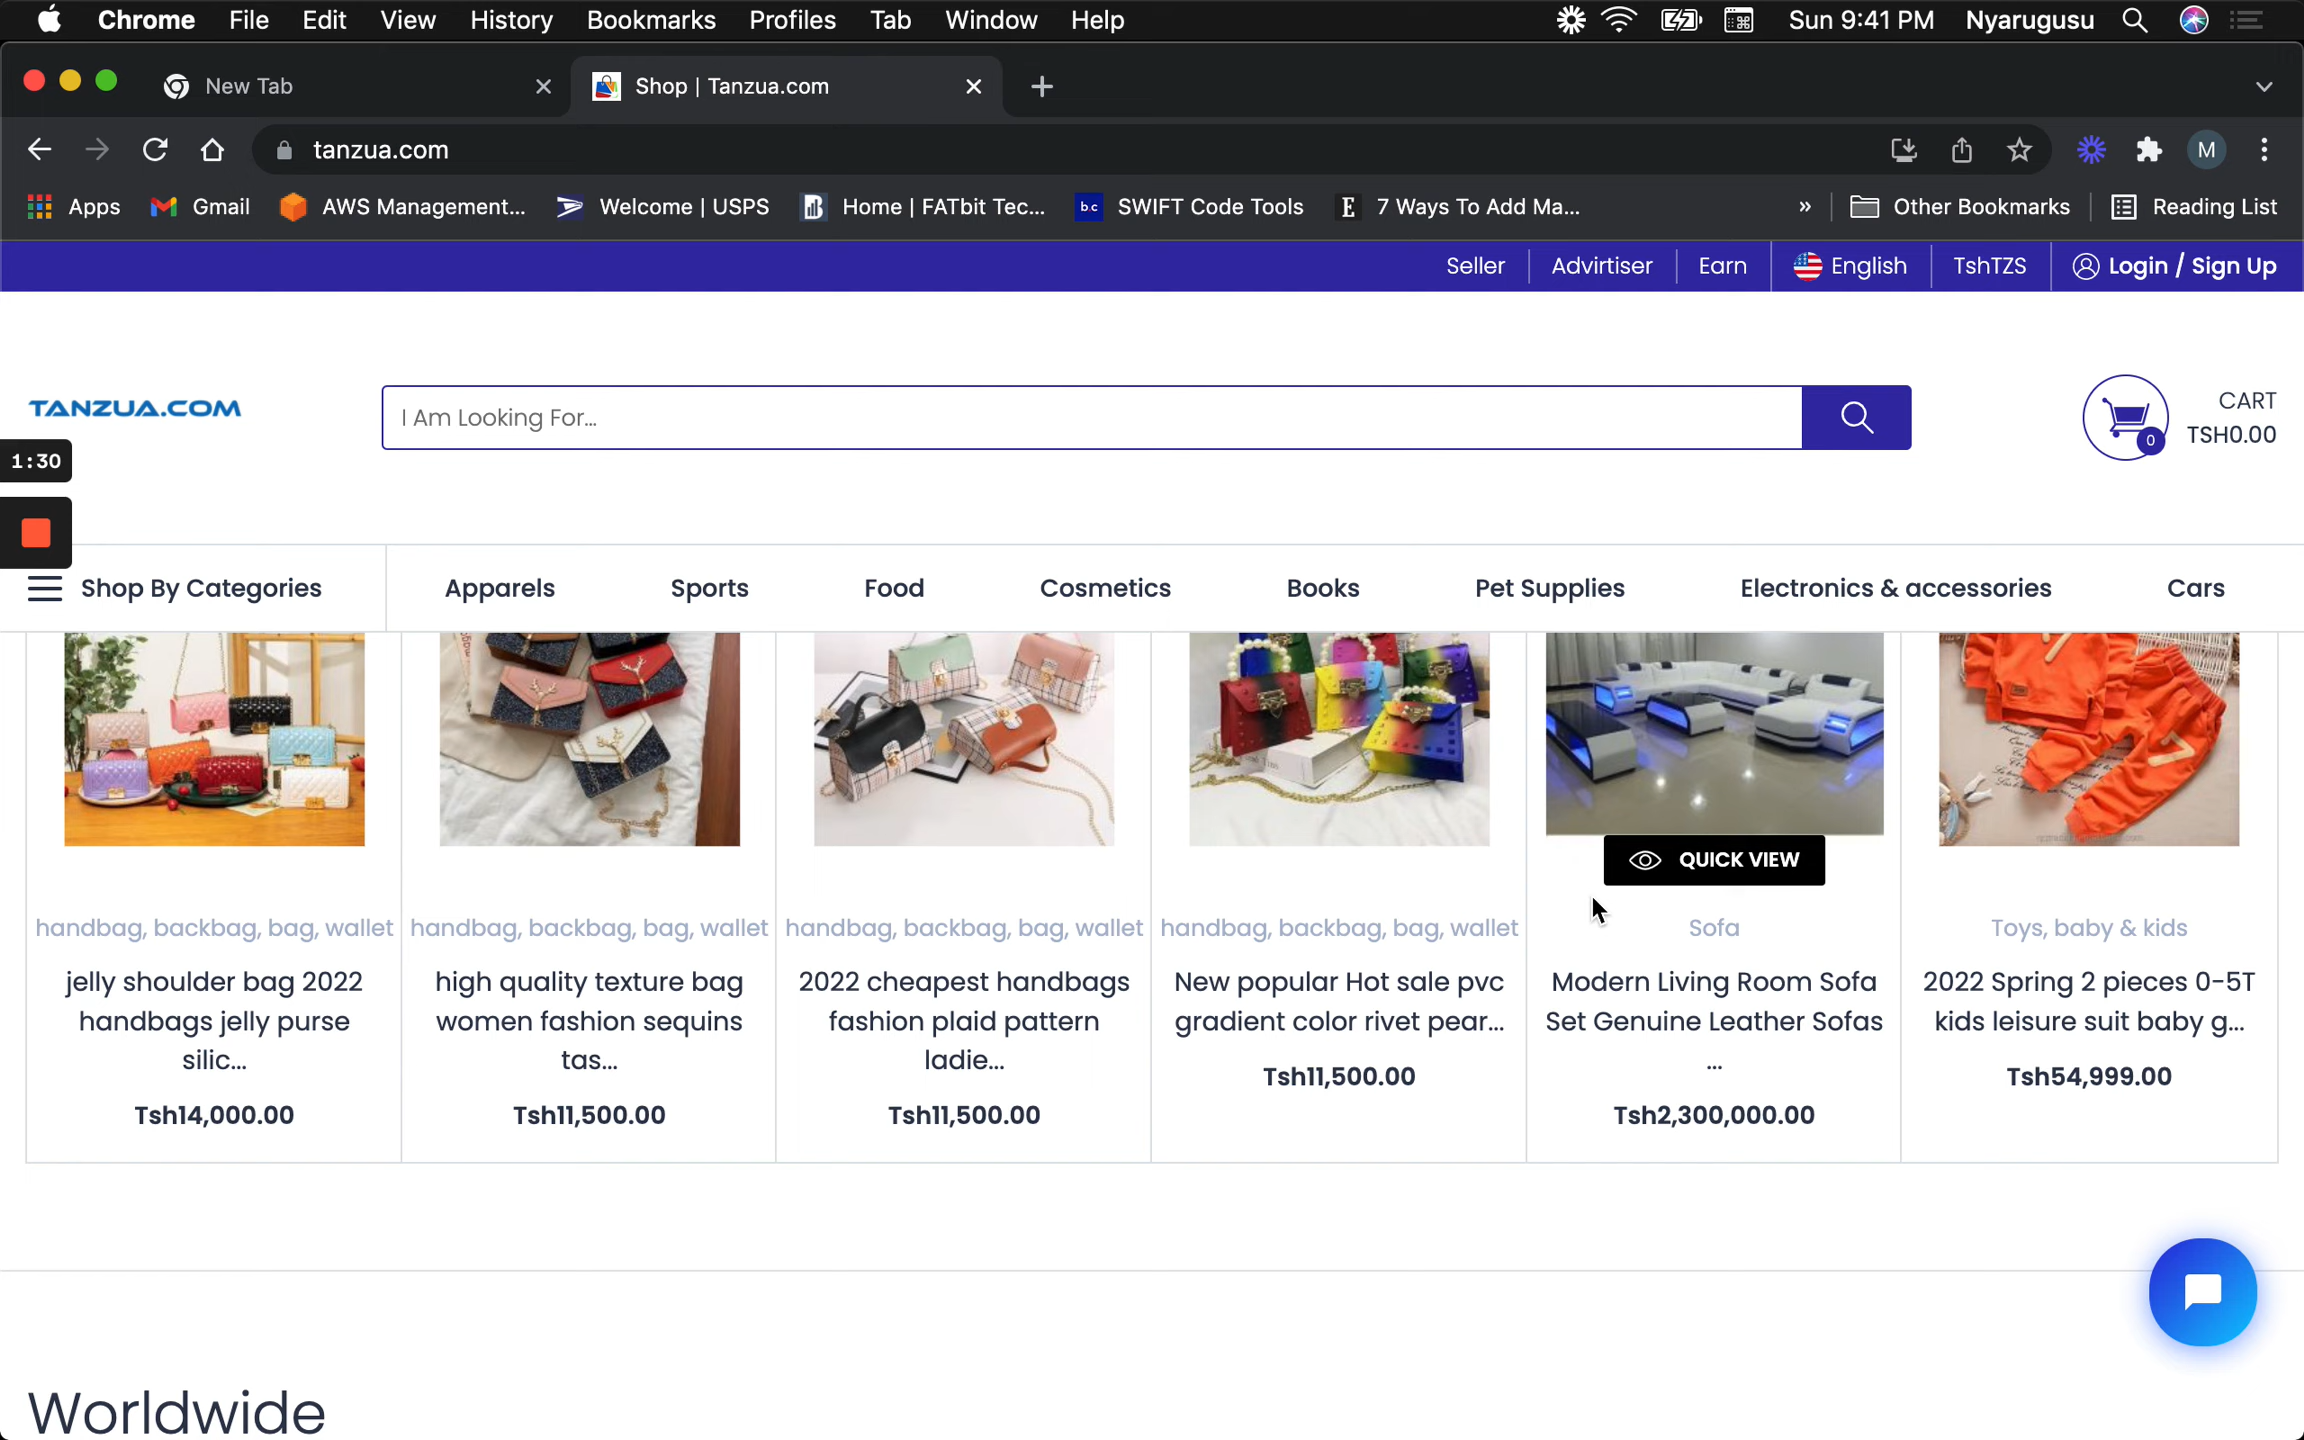 Chrome File Edit View History Bookmarks Profiles Tab Window Help Sun 9:41 PM Nyarugusu
New Tab Shop | Tanzua.com
tanzua.com M
Apps Gmail AWS Management... Welcome | USPS Home | FATbit Tec... b.c SWIFT Code Tools E 7 Ways To Add Ma... » Other Bookmarks Reading List
Seller Advirtiser Earn English TshTZS Login / Sign Up
TANZUA.COM
I Am Looking For...
CART
0 TSH0.00
1:30
Shop By Categories Apparels Sports Food Cosmetics Books Pet Supplies Electronics & accessories Cars
QUICK VIEW
handbag, backbag, bag, wallet
jelly shoulder bag 2022
handbags jelly purse
silic...
Tsh14,000.00
handbag, backbag, bag, wallet
high quality texture bag
women fashion sequins
tas...
Tsh11,500.00
handbag, backbag, bag, wallet
2022 cheapest handbags
fashion plaid pattern
ladie...
Tsh11,500.00
handbag, backbag, bag, wallet
New popular Hot sale pvc
gradient color rivet pear...
Tsh11,500.00
Sofa
Modern Living Room Sofa
Set Genuine Leather Sofas
...
Tsh2,300,000.00
Toys, baby & kids
2022 Spring 2 pieces 0-5T
kids leisure suit baby g...
Tsh54,999.00
Worldwide